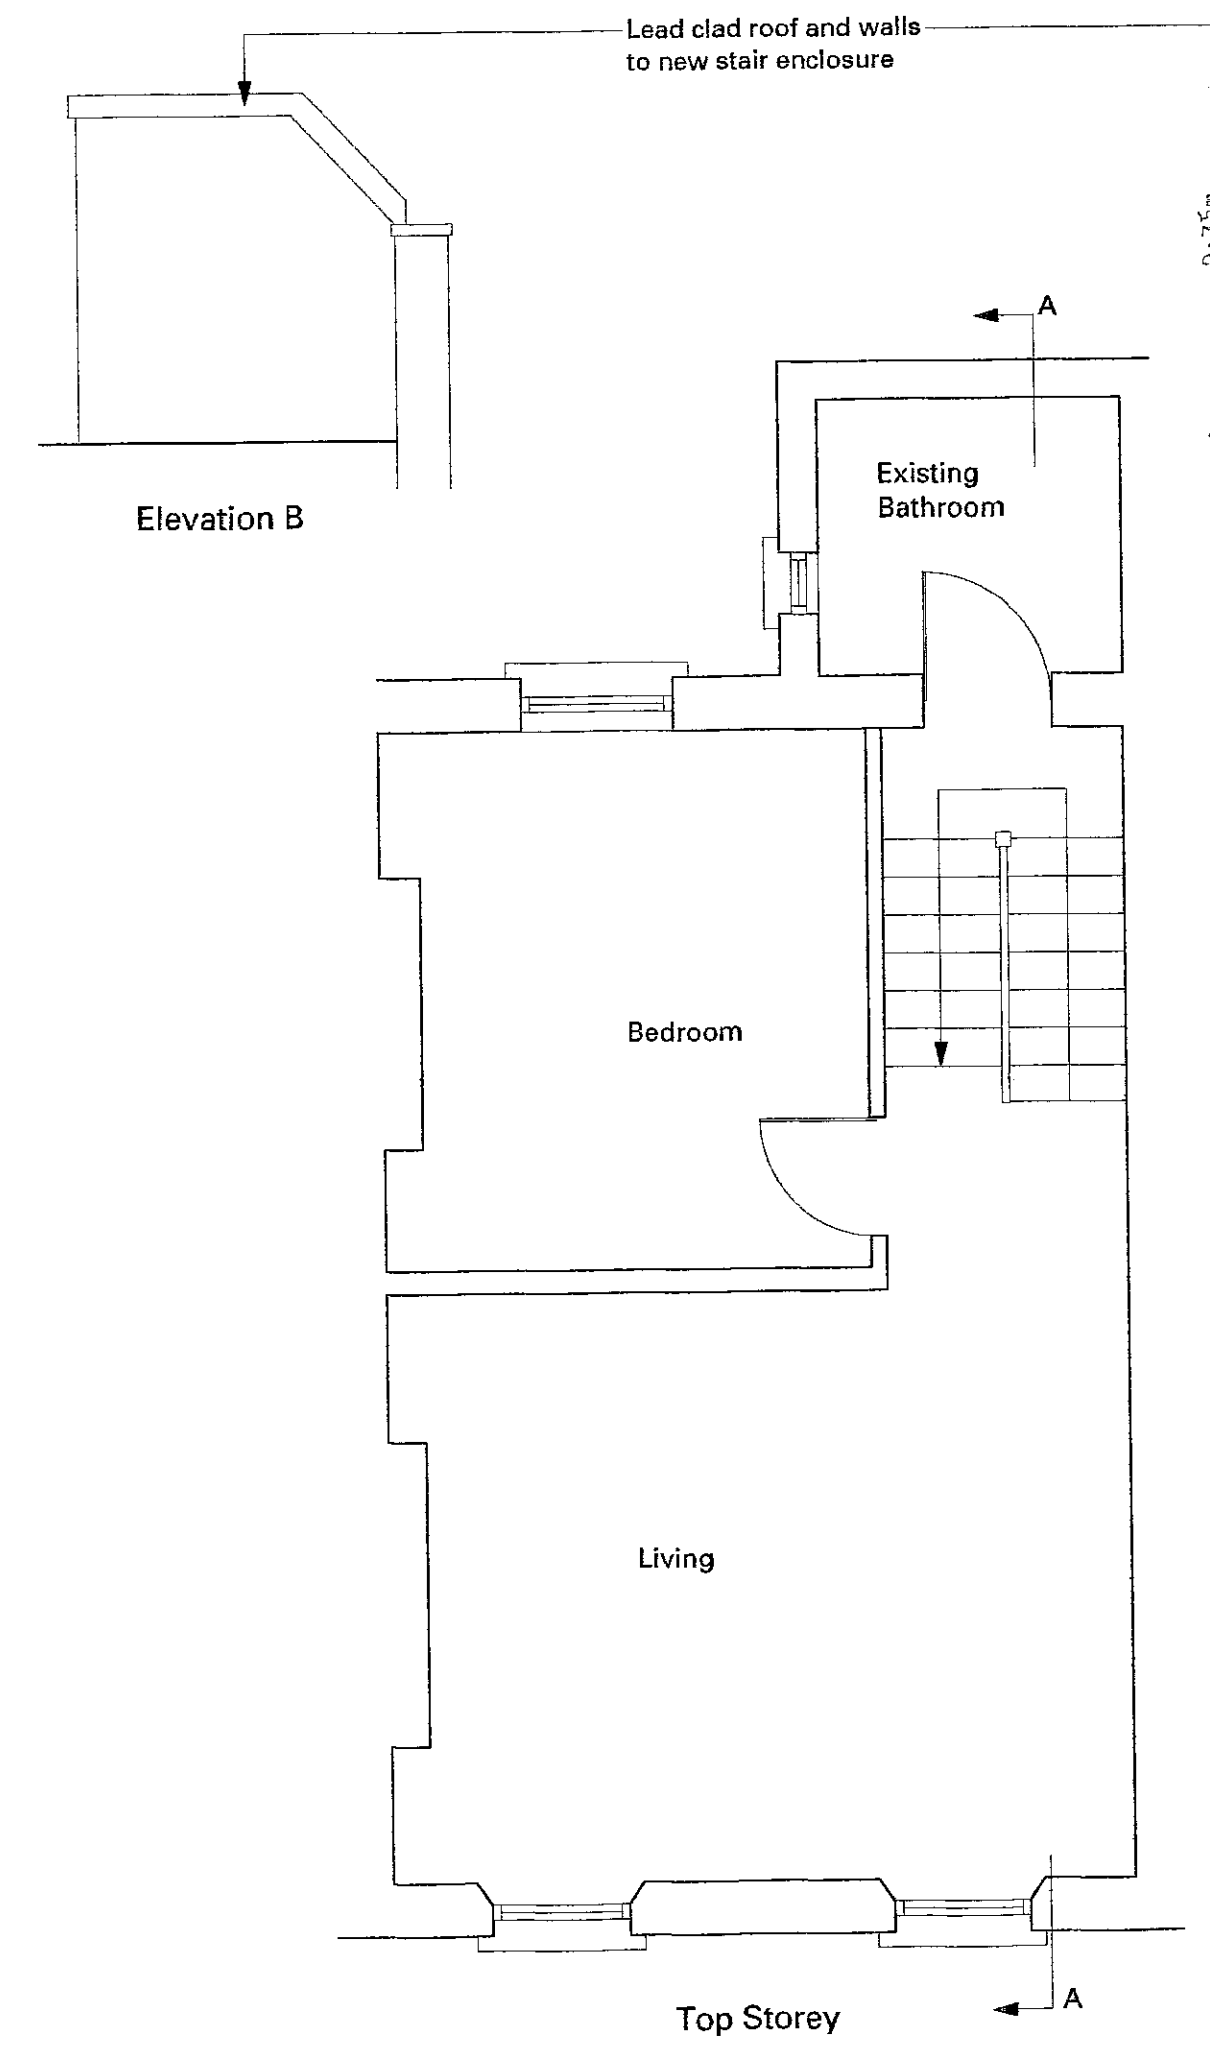 Lead clad roof and walls
to new stair enclosure
A
Elevation B
Existing
Bathroom
Bedroom
Living
A
Top Storey